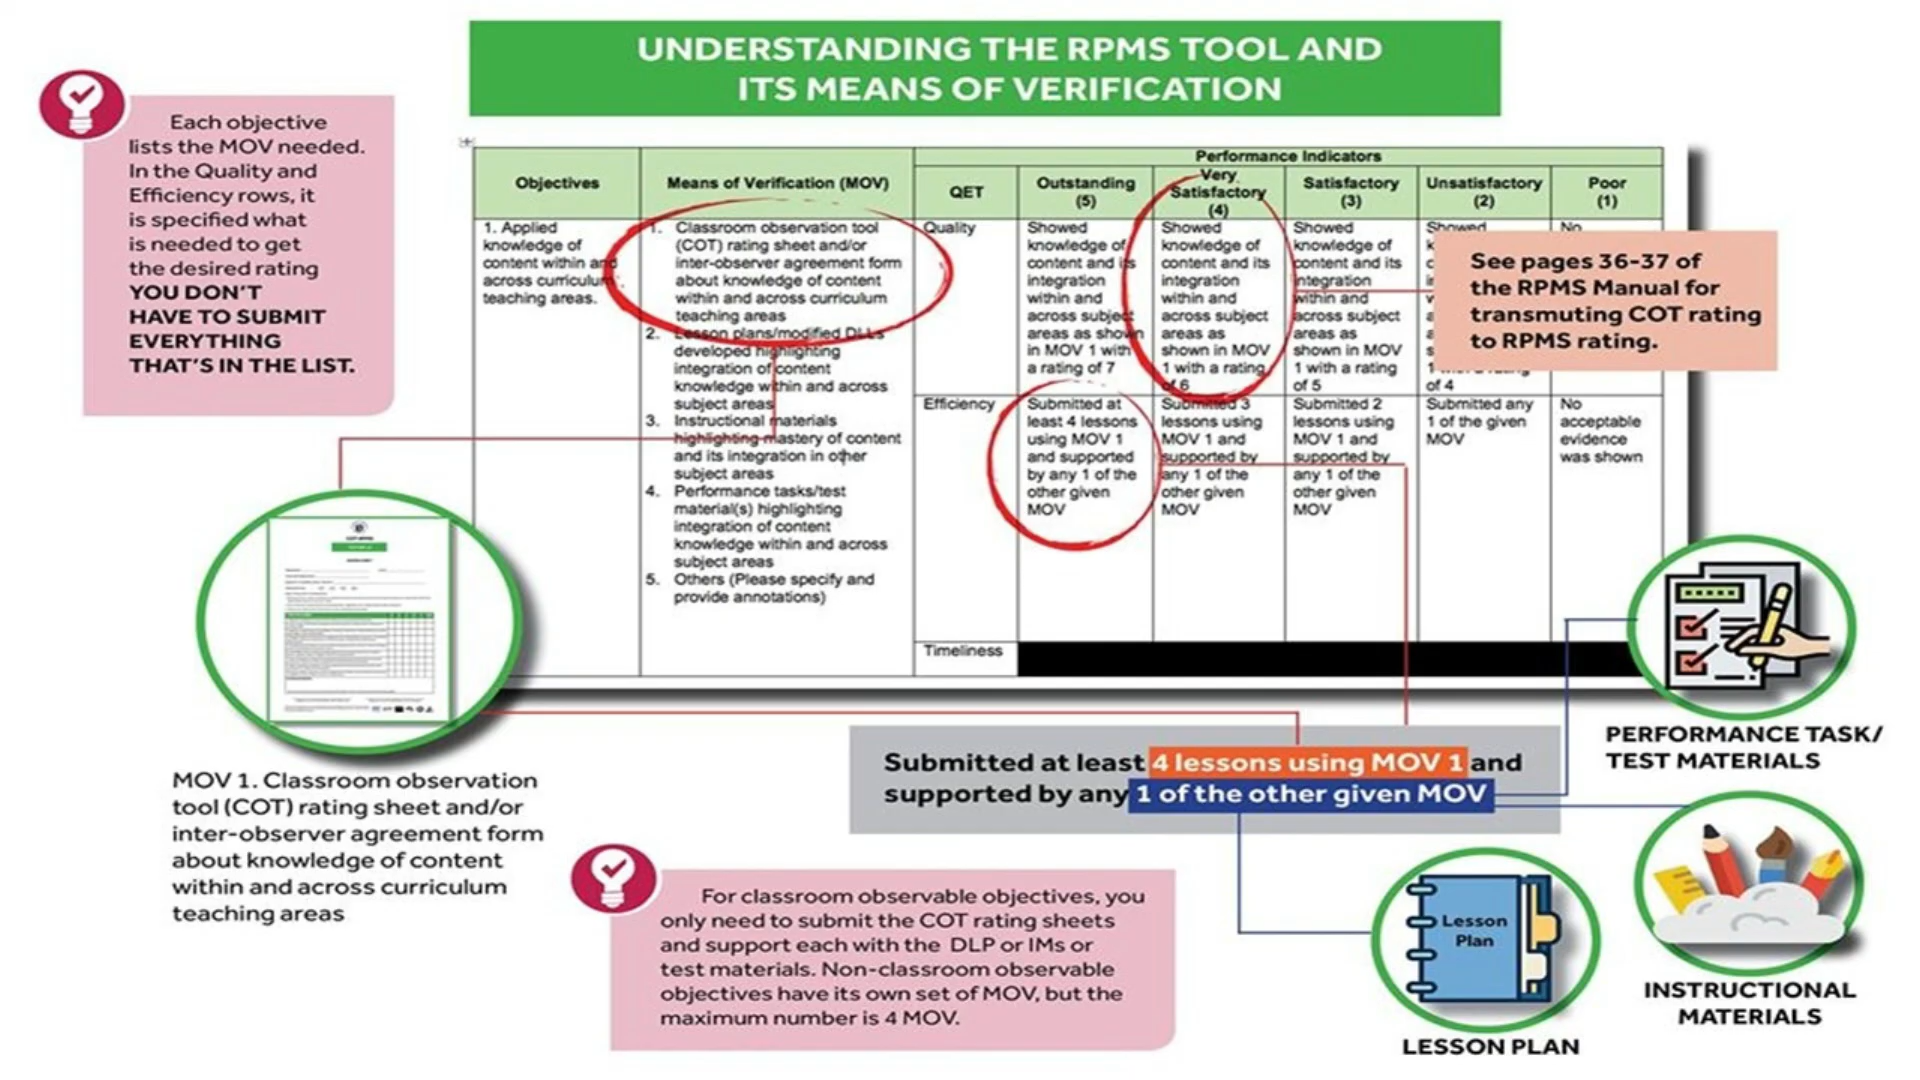 UNDERSTANDING THE RPMS TOOL AND
ITS MEANS OF VERIFICATION
Each objective
lists the MOV needed.
In the Quality and
Efficiency rows, it
is specified what
is needed to get
the desired rating
YOU DON'T
HAVE TO SUBMIT
EVERYTHING
THAT'S IN THE LIST.
Objectives
Means of Verification (MOV)
Performance Indicators
QET
Outstanding
(5)
Very
Satisfactory
(4)
Satisfactory
(3)
Unsatisfactory
(2)
Poor
(1)
1. Applied
knowledge of
content within and
across curriculum
teaching areas.
1. Classroom observation tool
(COT) rating sheet and/or
inter-observer agreement form
about knowledge of content
within and across curriculum
teaching areas
2. Lesson plans/modified DLLs
developed highlighting
integration of content
knowledge within and across
subject areas
3. Instructional materials
highlighting mastery of content
and its integration in other
subject areas
4. Performance tasks/test
material(s) highlighting
integration of content
knowledge within and across
subject areas
5. Others (Please specify and
provide annotations)
Quality
Showed
knowledge of
content and its
integration
within and
across subject
areas as shown
in MOV 1 with
a rating of 7
Showed
knowledge of
content and its
integration
within and
across subject
areas as
shown in MOV
1 with a rating
of 6
Showed
knowledge of
content and its
integration
within and
across subject
areas as
shown in MOV
1 with a rating
of 5
Showed
of 4
No
See pages 36-37 of
the RPMS Manual for
transmuting COT rating
to RPMS rating.
Efficiency
Submitted at
least 4 lessons
using MOV 1
and supported
by any 1 of the
other given
MOV
Submitted 3
lessons using
MOV 1 and
supported by
any 1 of the
other given
MOV
Submitted 2
lessons using
MOV 1 and
supported by
any 1 of the
other given
MOV
Submitted any
1 of the given
MOV
No
acceptable
evidence
was shown
Timeliness
MOV 1. Classroom observation
tool (COT) rating sheet and/or
inter-observer agreement form
about knowledge of content
within and across curriculum
teaching areas
Submitted at least 4 lessons using MOV 1 and
supported by any 1 of the other given MOV
PERFORMANCE TASK/
TEST MATERIALS
For classroom observable objectives, you
only need to submit the COT rating sheets
and support each with the DLP or IMs or
test materials. Non-classroom observable
objectives have its own set of MOV, but the
maximum number is 4 MOV.
Lesson
Plan
LESSON PLAN
INSTRUCTIONAL
MATERIALS